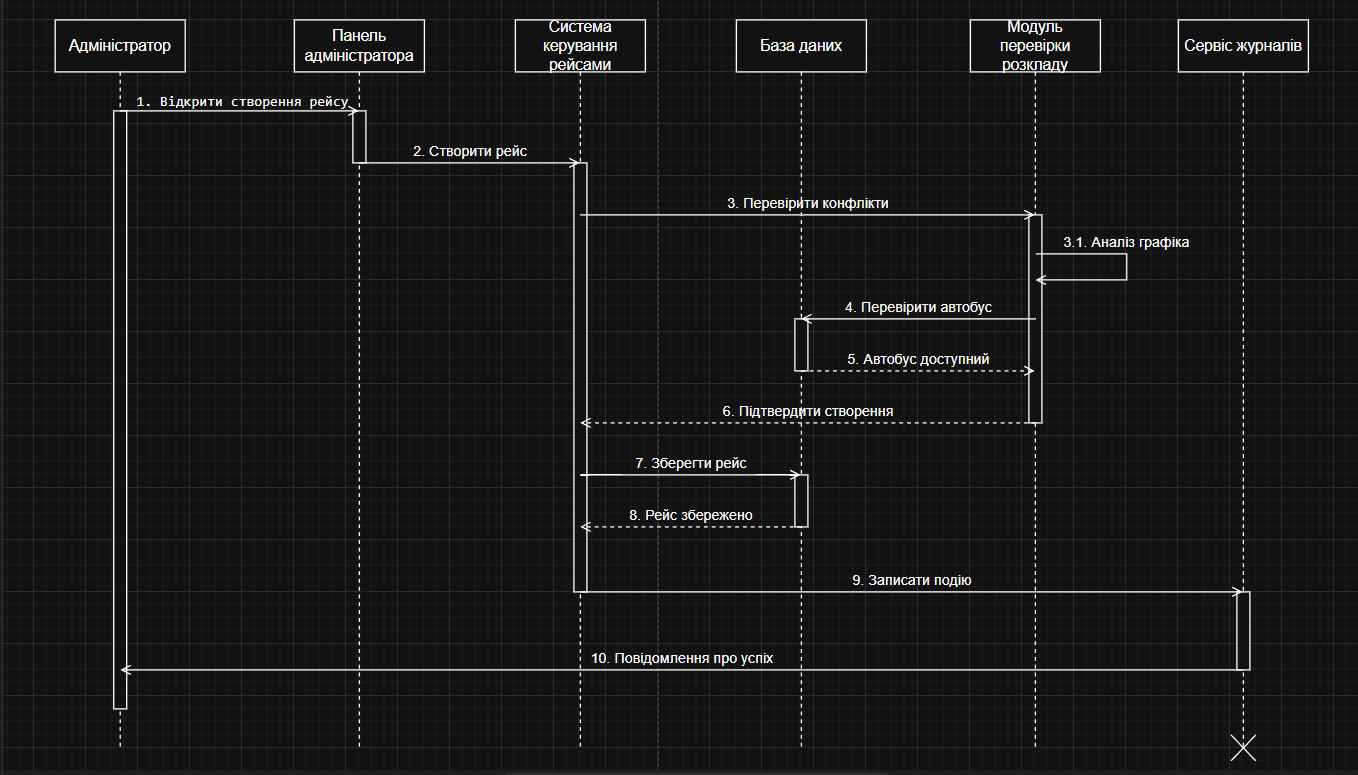 Адміністратор
Панель
адміністратора
Система
керування
рейсами
База даних
Модуль
перевірки
розкладу
Сервіс журналів
1. Відкрити створення рейсу
2. Створити рейс
3. Перевірити конфлікти
3.1. Аналіз графіка
4. Перевірити автобус
5. Автобус доступний
6. Підтвердити створення
7. Зберегти рейс
8. Рейс збережено
9. Записати подію
10. Повідомлення про успіх